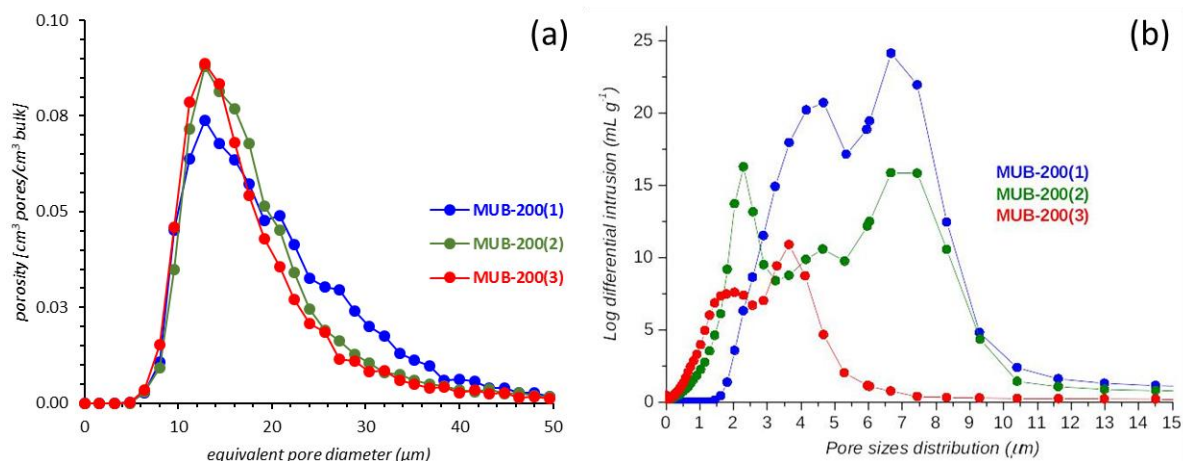 (a)
porosity [cm³ pores/cm³ bulk]
0.10
0.08
0.05
0.03
0.00
MUB-200(1)
MUB-200(2)
MUB-200(3)
0 10 20 30 40 50
equivalent pore diameter (μm)
(b)
Log differential intrusion (mL g⁻¹)
25
20
15
10
5
0
MUB-200(1)
MUB-200(2)
MUB-200(3)
0 1 2 3 4 5 6 7 8 9 10 11 12 13 14 15
Pore sizes distribution (μm)